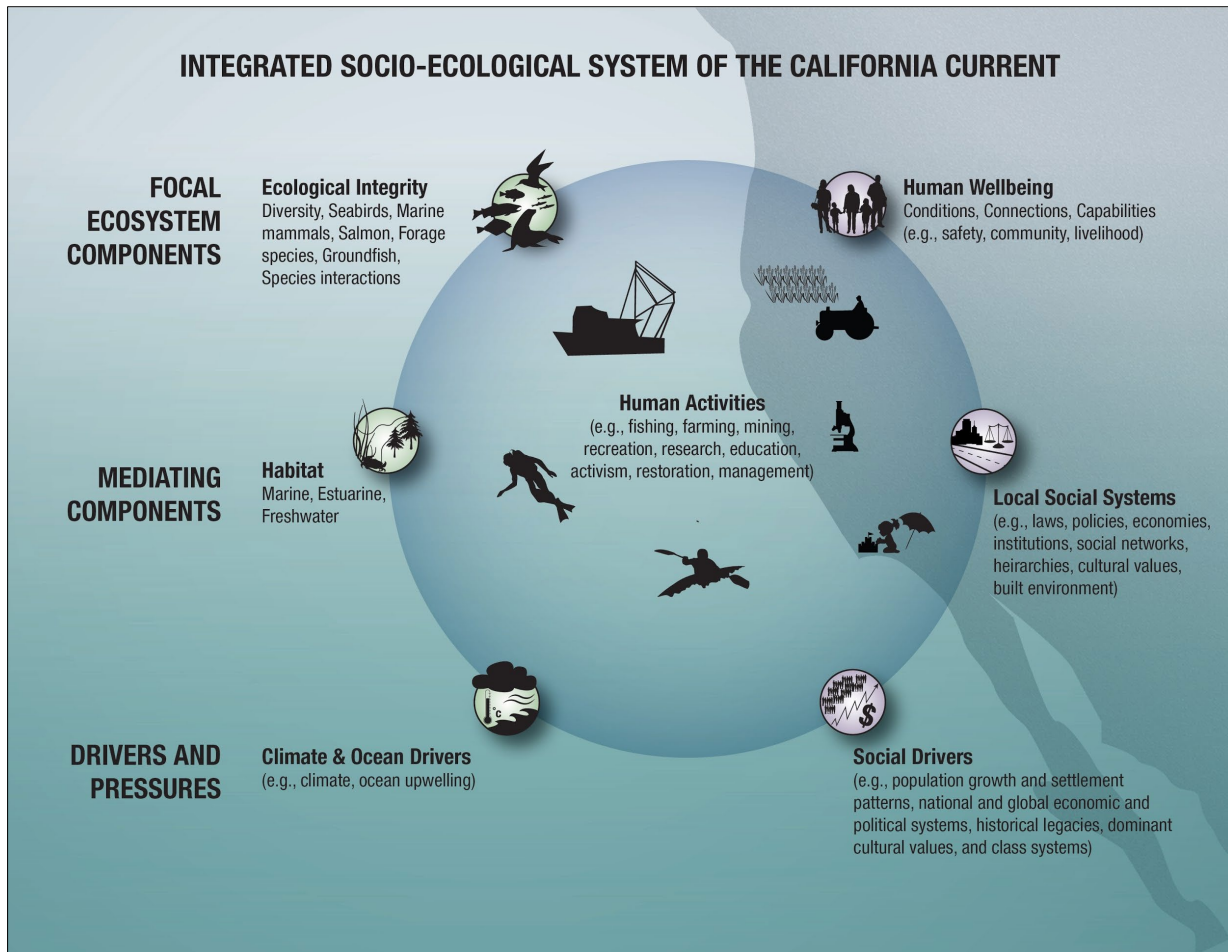 INTEGRATED SOCIO-ECOLOGICAL SYSTEM OF THE CALIFORNIA CURRENT
FOCAL
ECOSYSTEM
COMPONENTS
Ecological Integrity
Diversity, Seabirds, Marine
mammals, Salmon, Forage
species, Groundfish,
Species interactions
Human Wellbeing
Conditions, Connections, Capabilities
(e.g., safety, community, livelihood)
Human Activities
(e.g., fishing, farming, mining,
recreation, research, education,
activism, restoration, management)
MEDIATING
COMPONENTS
Habitat
Marine, Estuarine,
Freshwater
Local Social Systems
(e.g., laws, policies, economies,
institutions, social networks,
heirarchies, cultural values,
built environment)
DRIVERS AND
PRESSURES
°C
Climate & Ocean Drivers
(e.g., climate, ocean upwelling)
$
Social Drivers
(e.g., population growth and settlement
patterns, national and global economic and
political systems, historical legacies, dominant
cultural values, and class systems)